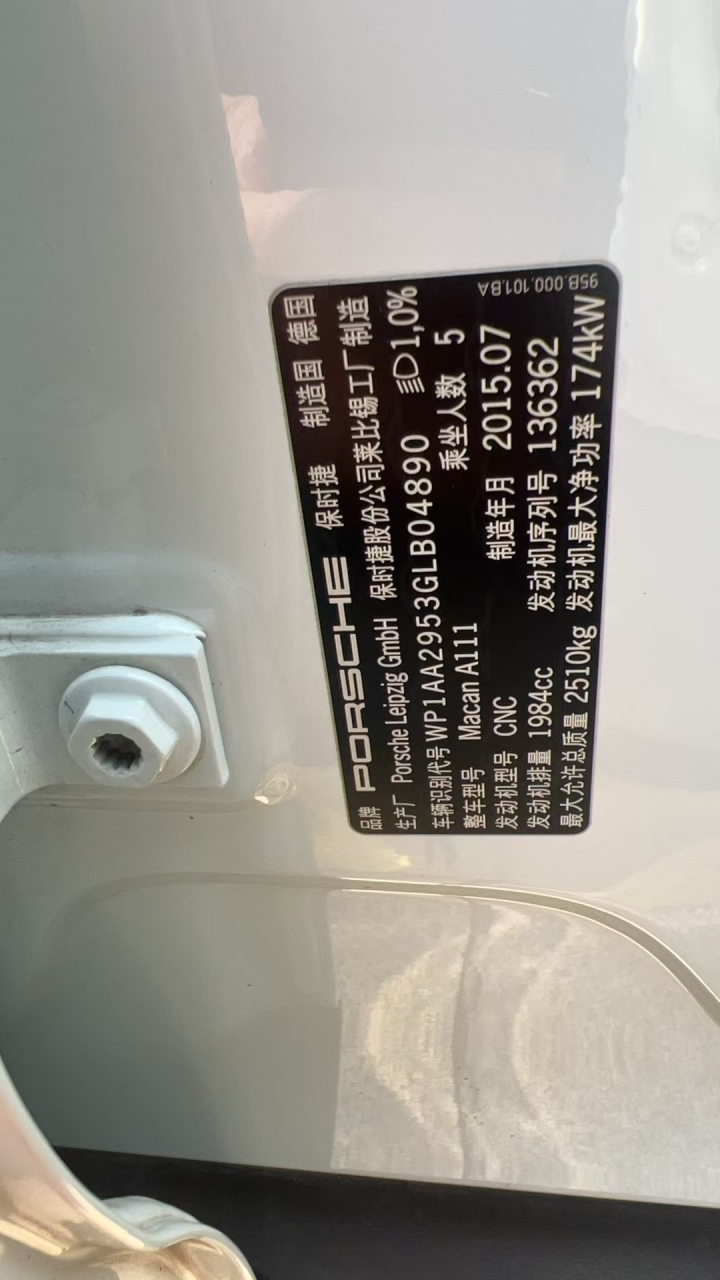 品牌 PORSCHE 保时捷 制造国 德国
生产厂 Porsche Leipzig GmbH 保时捷股份公司莱比锡工厂制造
车辆识别代号 WP1AA2953GLB04890 1,0%
整车型号 Macan A111 乘坐人数 5
发动机型号 CNC 制造年月 2015.07
发动机排量 1984cc 发动机序列号 136362
最大允许总质量 2510kg 发动机最大净功率 174kW
95B.000.101.BA